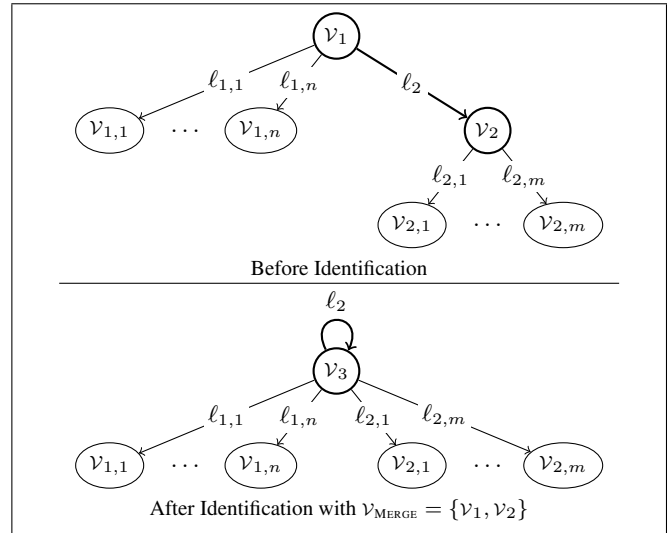 𝒱₁
ℓ₁,₁ ℓ₁,ₙ ℓ₂
𝒱₁,₁ ⋯ 𝒱₁,ₙ 𝒱₂
ℓ₂,₁ ℓ₂,ₘ
𝒱₂,₁ ⋯ 𝒱₂,ₘ
Before Identification
ℓ₂
𝒱₃
ℓ₁,₁ ℓ₁,ₙ ℓ₂,₁ ℓ₂,ₘ
𝒱₁,₁ ⋯ 𝒱₁,ₙ 𝒱₂,₁ ⋯ 𝒱₂,ₘ
After Identification with 𝒱_MERGE = {𝒱₁, 𝒱₂}